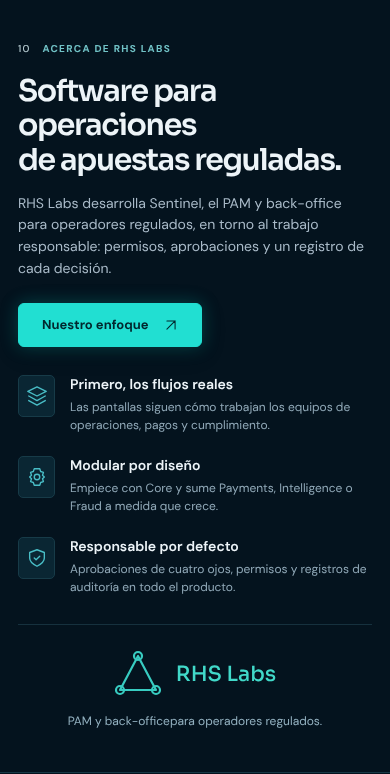 10 ACERCA DE RHS LABS
Software para
operaciones
de apuestas reguladas.
RHS Labs desarrolla Sentinel, el PAM y back-office
para operadores regulados, en torno al trabajo
responsable: permisos, aprobaciones y un registro de
cada decisión.
Nuestro enfoque
Primero, los flujos reales
Las pantallas siguen cómo trabajan los equipos de
operaciones, pagos y cumplimiento.
Modular por diseño
Empiece con Core y sume Payments, Intelligence o
Fraud a medida que crece.
Responsable por defecto
Aprobaciones de cuatro ojos, permisos y registros de
auditoría en todo el producto.
RHS Labs
PAM y back-officepara operadores regulados.